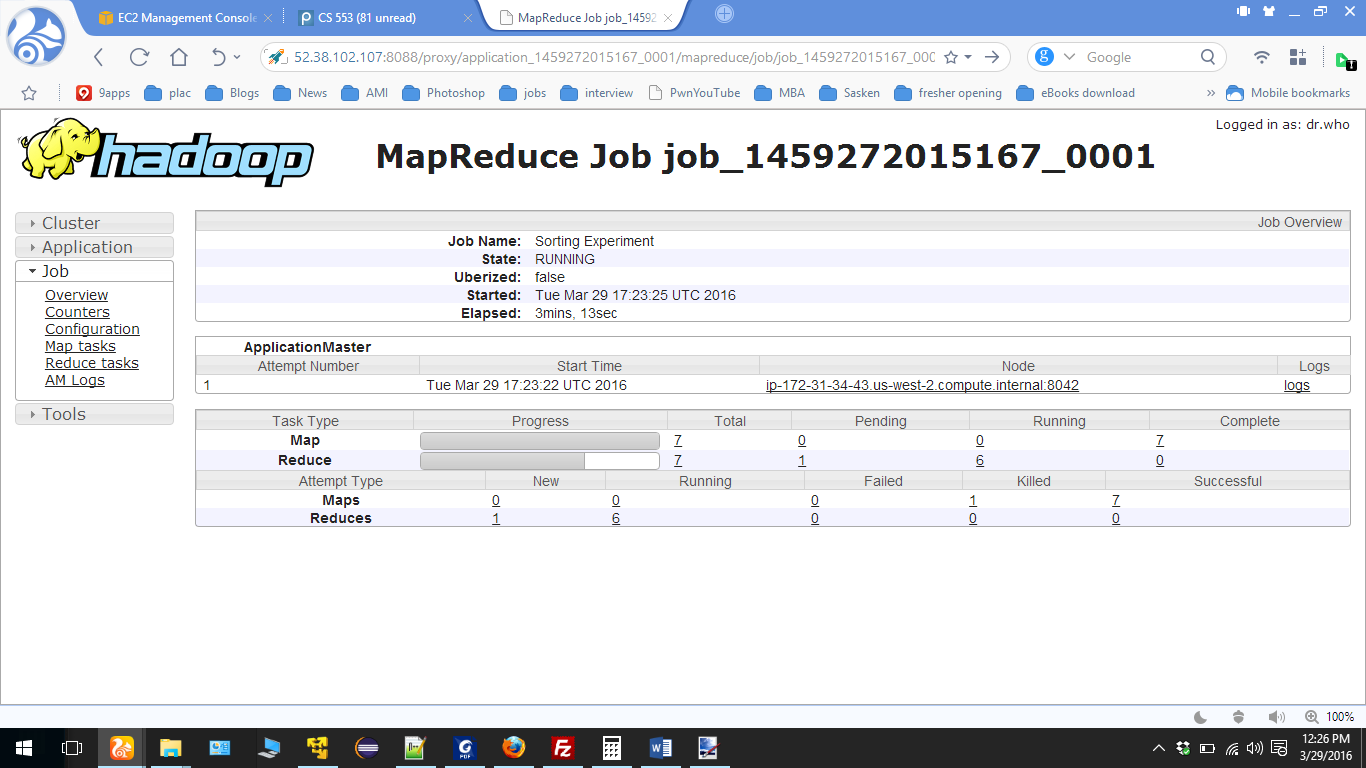 EC2 Management Console
CS 553 (81 unread)
MapReduce Job job_14592
52.38.102.107:8088/proxy/application_1459272015167_0001/mapreduce/job/job_1459272015167_000
Google
9apps
plac
Blogs
News
AMI
Photoshop
jobs
interview
PwnYouTube
MBA
Sasken
fresher opening
eBooks download
»
Mobile bookmarks
hadoop
MapReduce Job job_1459272015167_0001
Logged in as: dr.who
Cluster
Application
Job
Overview
Counters
Configuration
Map tasks
Reduce tasks
AM Logs
Tools
Job Overview
Job Name: Sorting Experiment
State: RUNNING
Uberized: false
Started: Tue Mar 29 17:23:25 UTC 2016
Elapsed: 3mins, 13sec
ApplicationMaster
Attempt Number Start Time Node Logs
1 Tue Mar 29 17:23:22 UTC 2016 ip-172-31-34-43.us-west-2.compute.internal:8042 logs
Task Type Progress Total Pending Running Complete
Map 7 0 0 7
Reduce 7 1 6 0
Attempt Type New Running Failed Killed Successful
Maps 0 0 0 1 7
Reduces 1 6 0 0 0
100%
12:26 PM
3/29/2016